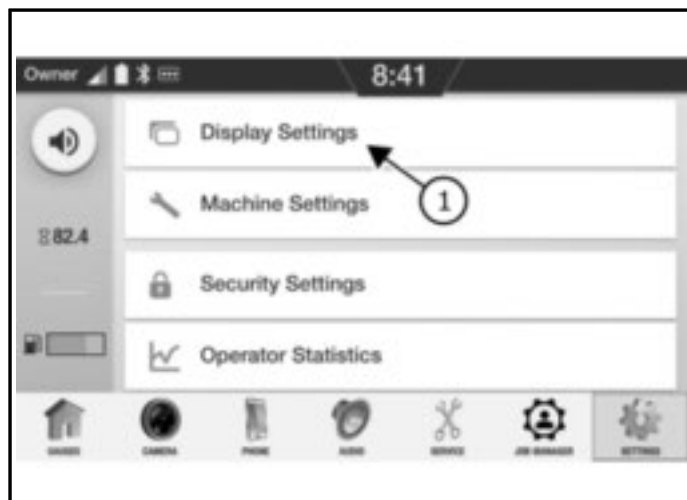 Owner 8:41
Display Settings
1
Machine Settings
82.4
Security Settings
Operator Statistics
GAUGES CAMERA PHONE AUDIO SERVICE JOB MANAGER SETTINGS